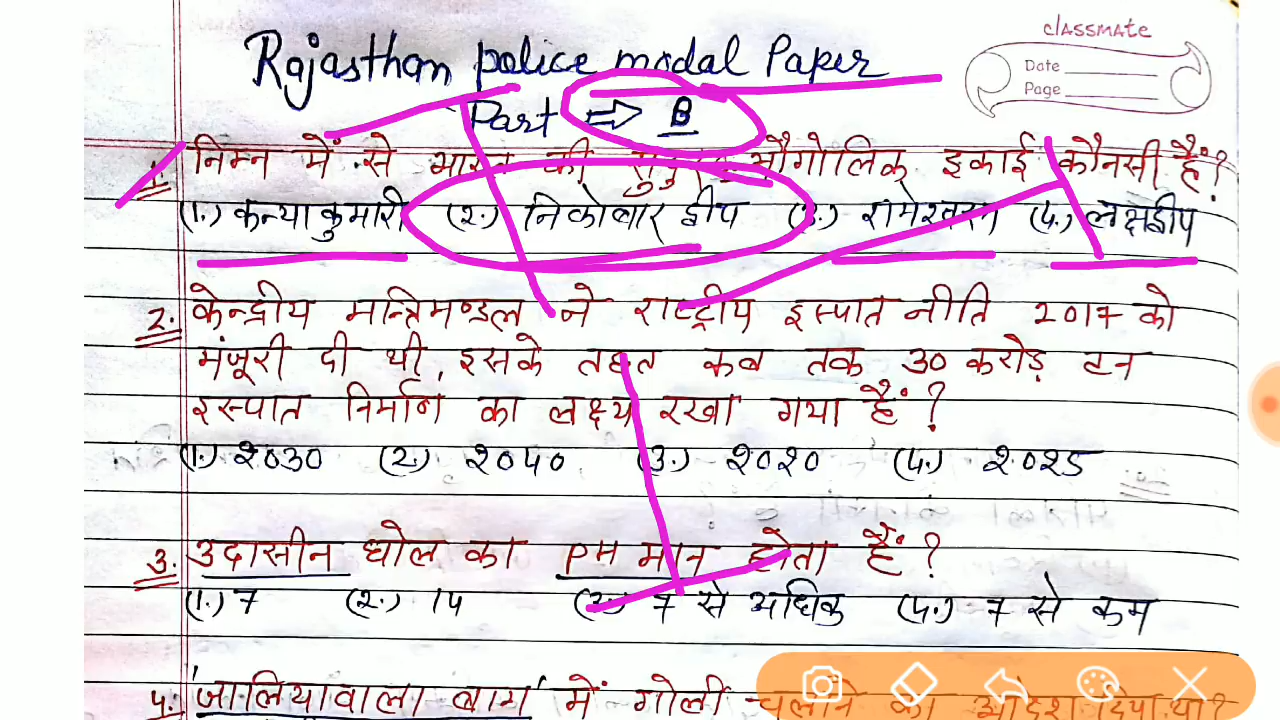 classmate
Date
Page
Rajasthan police modal Paper
Part ⇒ B
1. निम्न में से भारत की भौगोलिक इकाई कौनसी हैं?
(1.) कन्याकुमारी (2.) निकोबार द्वीप (3.) रामेश्वरम (4.) लक्षद्वीप
2. केन्द्रीय मन्त्रिमण्डल ने राष्ट्रीय इस्पात नीति 2017 को
मंजूरी दी थी, इसके तहत कब तक 30 करोड़ टन
इस्पात निर्माण का लक्ष्य रखा गया हैं?
(1.) 2030 (2.) 2040 (3.) 2020 (4.) 2025
3. उदासीन घोल का PH मान होता हैं?
(1.) 7 (2.) 14 (3.) 7 से अधिक (4.) 7 से कम
4. जालियावाला बाग में गोली चलाने का आदेश दिया था?